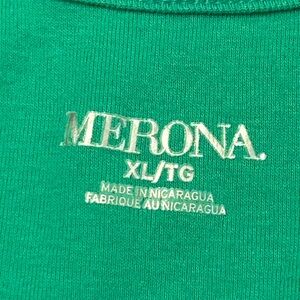 MERONA.
XL/TG
MADE IN NICARAGUA
FABRIQUE AU NICARAGUA